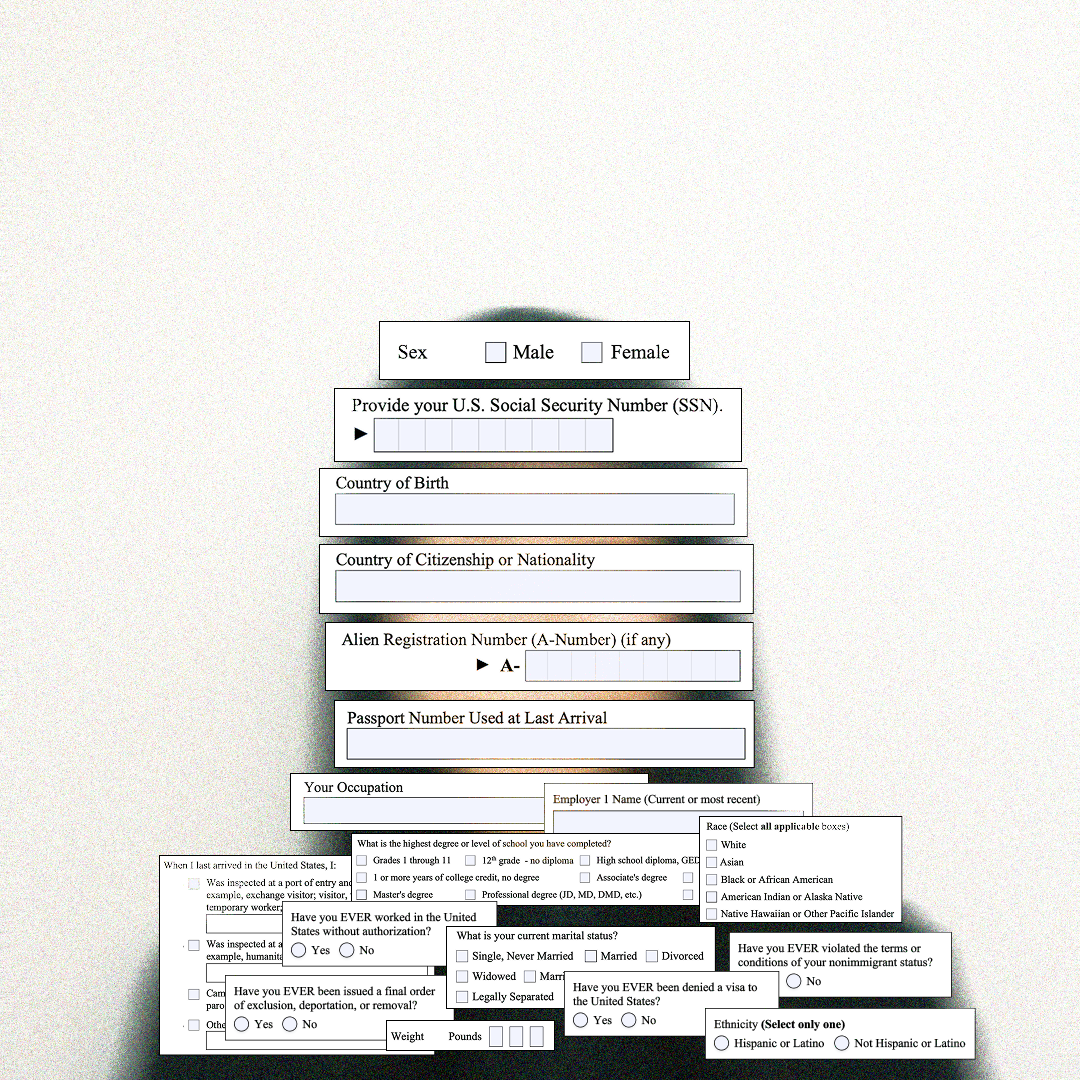 Sex Male Female
Provide your U.S. Social Security Number (SSN).
Country of Birth
Country of Citizenship or Nationality
Alien Registration Number (A-Number) (if any)
A-
Passport Number Used at Last Arrival
Your Occupation
Employer 1 Name (Current or most recent)
Race (Select all applicable boxes)
White
Asian
Black or African American
American Indian or Alaska Native
Native Hawaiian or Other Pacific Islander
What is the highest degree or level of school you have completed?
Grades 1 through 11 12th grade - no diploma High school diploma, GED
1 or more years of college credit, no degree Associate's degree
Master's degree Professional degree (JD, MD, DMD, etc.)
When I last arrived in the United States, I:
Was inspected at a port of entry and
example, exchange visitor; visitor,
temporary worker;
Was inspected at a
example,
Have you EVER worked in the United
States without authorization?
Yes No
What is your current marital status?
Single, Never Married Married Divorced
Widowed
Legally Separated
Have you EVER violated the terms or
conditions of your nonimmigrant status?
No
Have you EVER been issued a final order
of exclusion, deportation, or removal?
Yes No
Have you EVER been denied a visa to
the United States?
Yes No
Weight Pounds
Ethnicity (Select only one)
Hispanic or Latino Not Hispanic or Latino